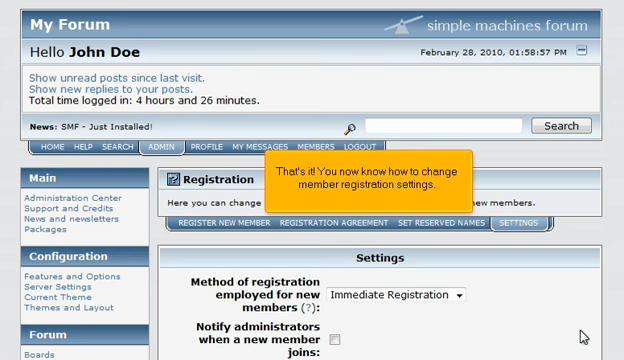 My Forum
simple machines forum
Hello John Doe
February 28, 2010, 01:58:57 PM
Show unread posts since last visit.
Show new replies to your posts.
Total time logged in: 4 hours and 26 minutes.
News: SMF - Just Installed!
Search
HOME HELP SEARCH ADMIN PROFILE MY MESSAGES MEMBERS LOGOUT
That's it! You now know how to change
member registration settings.
Main
Administration Center
Support and Credits
News and newsletters
Packages
Configuration
Features and Options
Server Settings
Current Theme
Themes and Layout
Forum
Boards
? Registration
Here you can change
new members.
REGISTER NEW MEMBER REGISTRATION AGREEMENT SET RESERVED NAMES SETTINGS
Settings
Method of registration
employed for new
members (?):
Immediate Registration
Notify administrators
when a new member
joins: